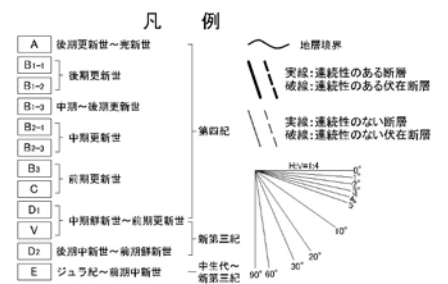 凡 例
A 後期更新世～完新世
B1-1
B1-2
後期更新世
B1-3 中期～後期更新世
B2-1
B2-3
中期更新世
B3
C
前期更新世
D1
V
中期鮮新世～前期更新世
D2 後期中新世～前期鮮新世
E ジュラ紀～前期中新世
第四紀
新第三紀
中生代～
新第三紀
地層境界
実線:連続性のある断層
破線:連続性のある伏在断層
実線:連続性のない断層
破線:連続性のない伏在断層
H:V=1:4
0°
1°
2°
3°
4°
5°
10°
20°
30°
60°
90°